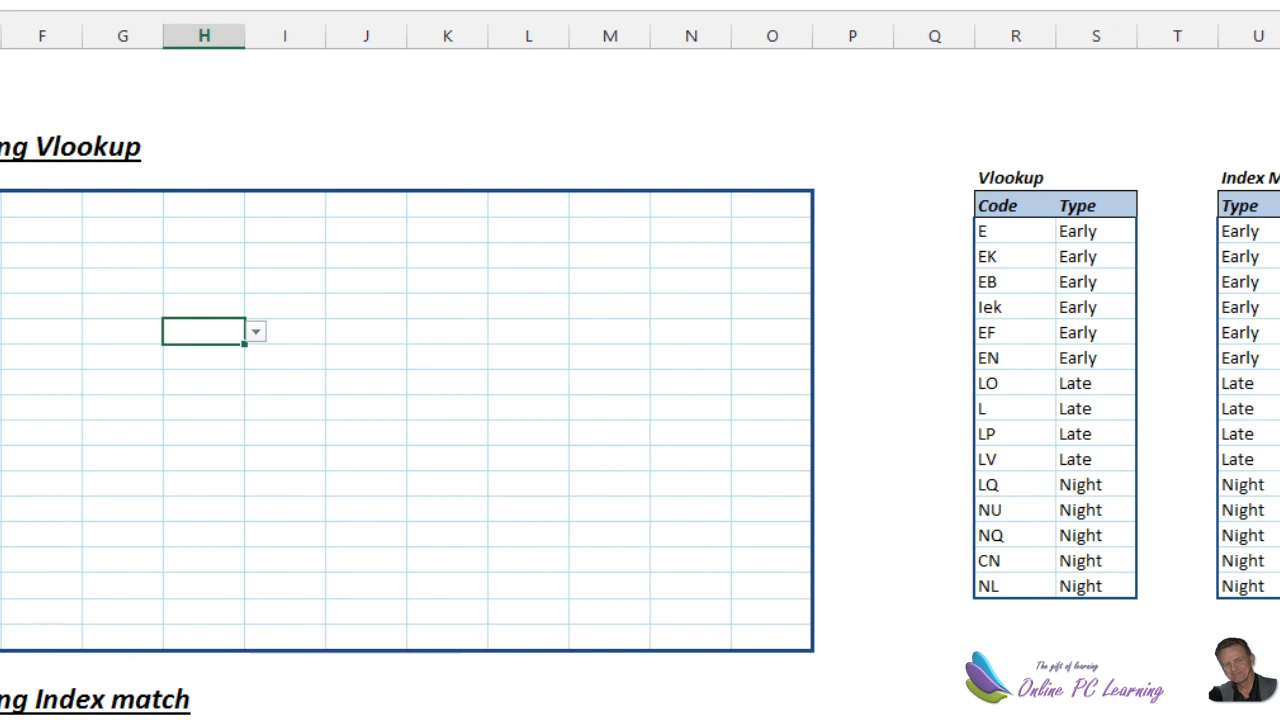 F G H I J K L M N O P Q R S T U
ng Vlookup
Vlookup
Code Type
E Early
EK Early
EB Early
Iek Early
EF Early
EN Early
LO Late
L Late
LP Late
LV Late
LQ Night
NU Night
NQ Night
CN Night
NL Night
Index M
Type
Early
Early
Early
Early
Early
Early
Late
Late
Late
Late
Night
Night
Night
Night
Night
The gift of learning
Online PC Learning
ng Index match